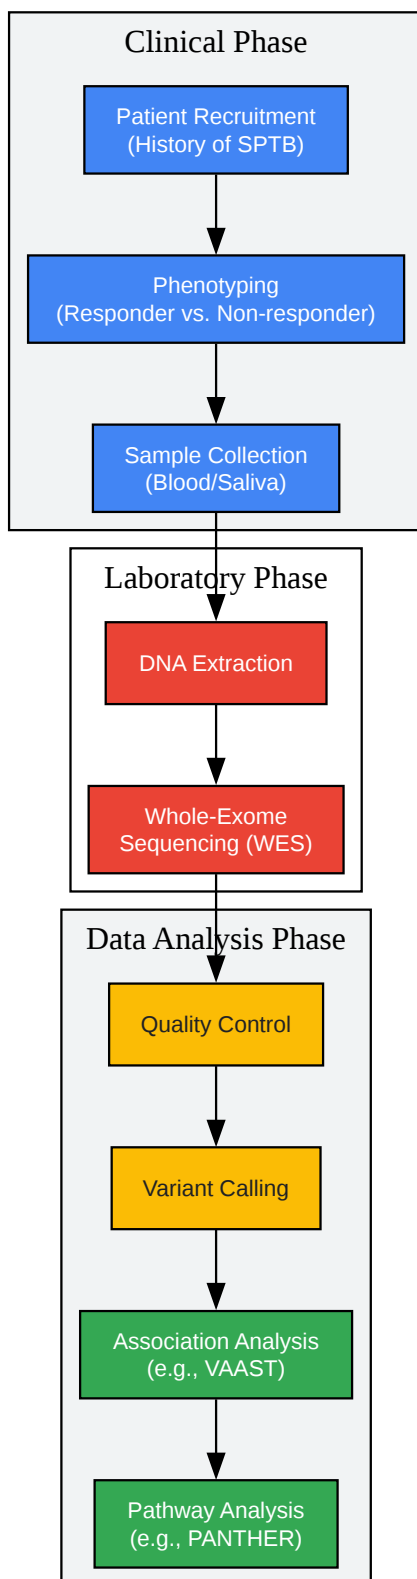 Clinical Phase
Patient Recruitment
(History of SPTB)
Phenotyping
(Responder vs. Non-responder)
Sample Collection
(Blood/Saliva)
Laboratory Phase
DNA Extraction
Whole-Exome
Sequencing (WES)
Data Analysis Phase
Quality Control
Variant Calling
Association Analysis
(e.g., VAAST)
Pathway Analysis
(e.g., PANTHER)